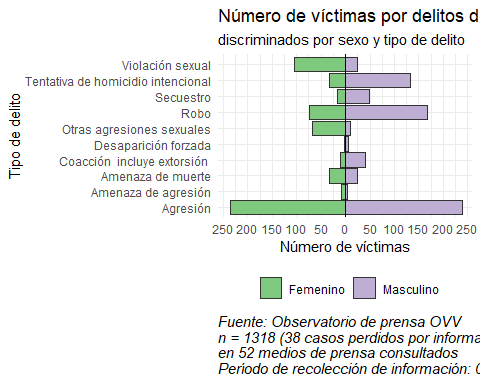 Número de víctimas por delitos d
discriminados por sexo y tipo de delito
Tipo de delito
Violación sexual
Tentativa de homicidio intencional
Secuestro
Robo
Otras agresiones sexuales
Desaparición forzada
Coacción incluye extorsión
Amenaza de muerte
Amenaza de agresión
Agresión
250 200 150 100 50 0 50 100 150 200 250
Número de víctimas
Femenino Masculino
Fuente: Observatorio de prensa OVV
n = 1318 (38 casos perdidos por informa
en 52 medios de prensa consultados
Período de recolección de información: 0